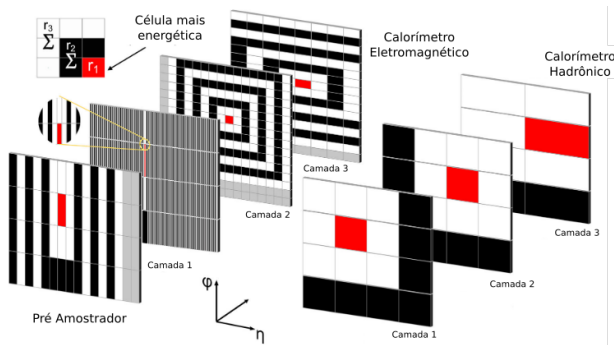 r3
Σ
r2
Σ
r1
Célula mais
energética
Calorímetro
Eletromagnético
Calorímetro
Hadrônico
Camada 3
Camada 2
Camada 1
Pré Amostrador
φ
η
Camada 3
Camada 2
Camada 1